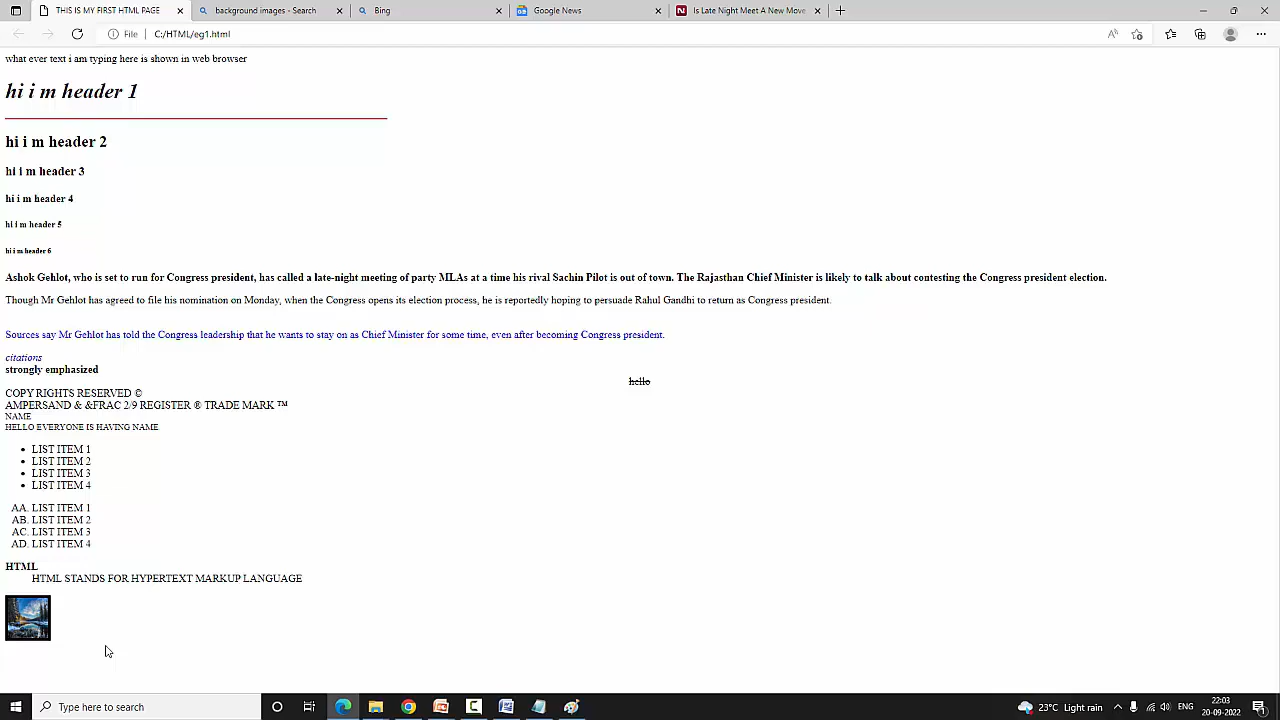 THIS IS MY FIRST HTML PAGE
background images - Search
Bing
Google News
Is Late Night Meet A New Move
File
C:/HTML/eg1.html
what ever text i am typing here is shown in web browser
hi i m header 1
hi i m header 2
hi i m header 3
hi i m header 4
hi i m header 5
hi i m header 6
Ashok Gehlot, who is set to run for Congress president, has called a late-night meeting of party MLAs at a time his rival Sachin Pilot is out of town. The Rajasthan Chief Minister is likely to talk about contesting the Congress president election.
Though Mr Gehlot has agreed to file his nomination on Monday, when the Congress opens its election process, he is reportedly hoping to persuade Rahul Gandhi to return as Congress president.
Sources say Mr Gehlot has told the Congress leadership that he wants to stay on as Chief Minister for some time, even after becoming Congress president.
citations
strongly emphasized
hello
COPY RIGHTS RESERVED ©
AMPERSAND & &FRAC 2/9 REGISTER ® TRADE MARK ™
NAME
HELLO EVERYONE IS HAVING NAME
• LIST ITEM 1
• LIST ITEM 2
• LIST ITEM 3
• LIST ITEM 4
AA. LIST ITEM 1
AB. LIST ITEM 2
AC. LIST ITEM 3
AD. LIST ITEM 4
HTML
HTML STANDS FOR HYPERTEXT MARKUP LANGUAGE
Type here to search
23°C Light rain
ENG
22:03
20-09-2022